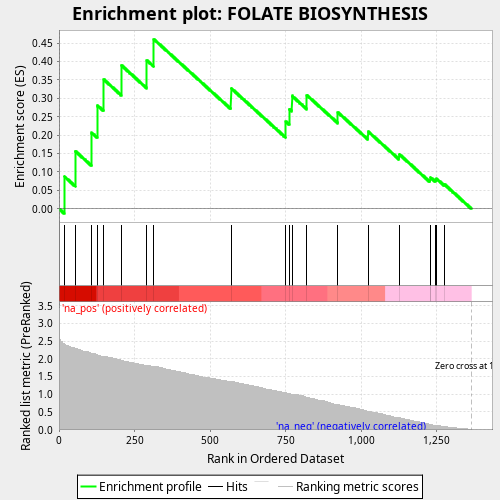 Enrichment plot: FOLATE BIOSYNTHESIS
Enrichment score (ES)
0.45
0.40
0.35
0.30
0.25
0.20
0.15
0.10
0.05
0.00
'na_pos' (positively correlated)
Ranked list metric (PreRanked)
3.5
3.0
2.5
2.0
1.5
1.0
0.5
0.0
Zero cross at 1
'na_neg' (negatively correlated)
0 250 500 750 1,000 1,250
Rank in Ordered Dataset
Enrichment profile Hits Ranking metric scores